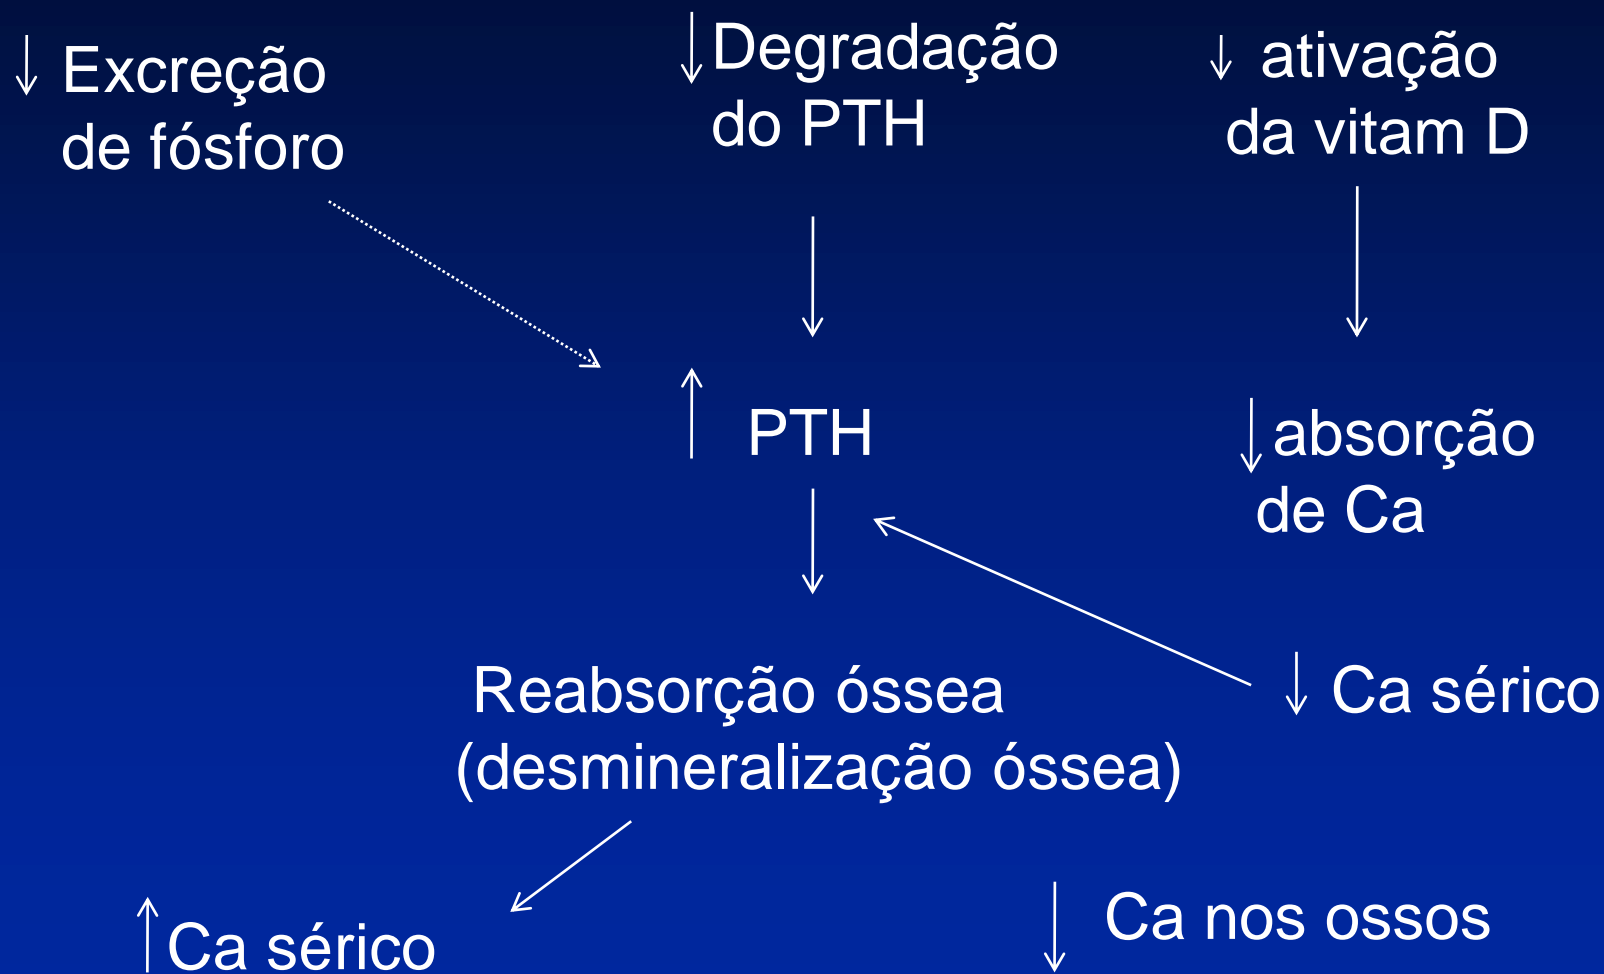 ↓ Excreção
de fósforo
↓ Degradação
do PTH
↓ ativação
da vitam D
↑ PTH
↓ absorção
de Ca
Reabsorção óssea
(desmineralização óssea)
↓ Ca sérico
↑ Ca sérico
↓ Ca nos ossos